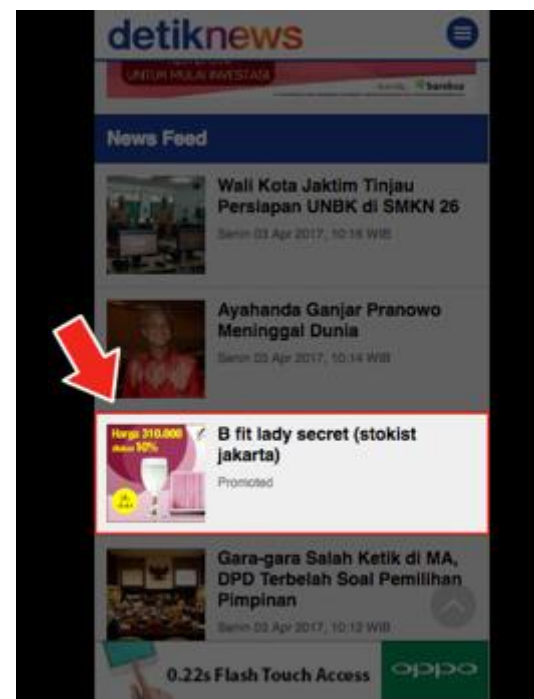 detiknews
UNTUK MULAI INVESTASI
bareksa
News Feed
Wali Kota Jaktim Tinjau
Persiapan UNBK di SMKN 26
Senin 03 Apr 2017, 10:16 WIB
Ayahanda Ganjar Pranowo
Meninggal Dunia
Senin 03 Apr 2017, 10:14 WIB
Harga 310.000
diskon 10%
B fit lady secret (stokist
jakarta)
Promoted
Gara-gara Salah Ketik di MA,
DPD Terbelah Soal Pemilihan
Pimpinan
Senin 03 Apr 2017, 10:12 WIB
0.22s Flash Touch Access
oppo